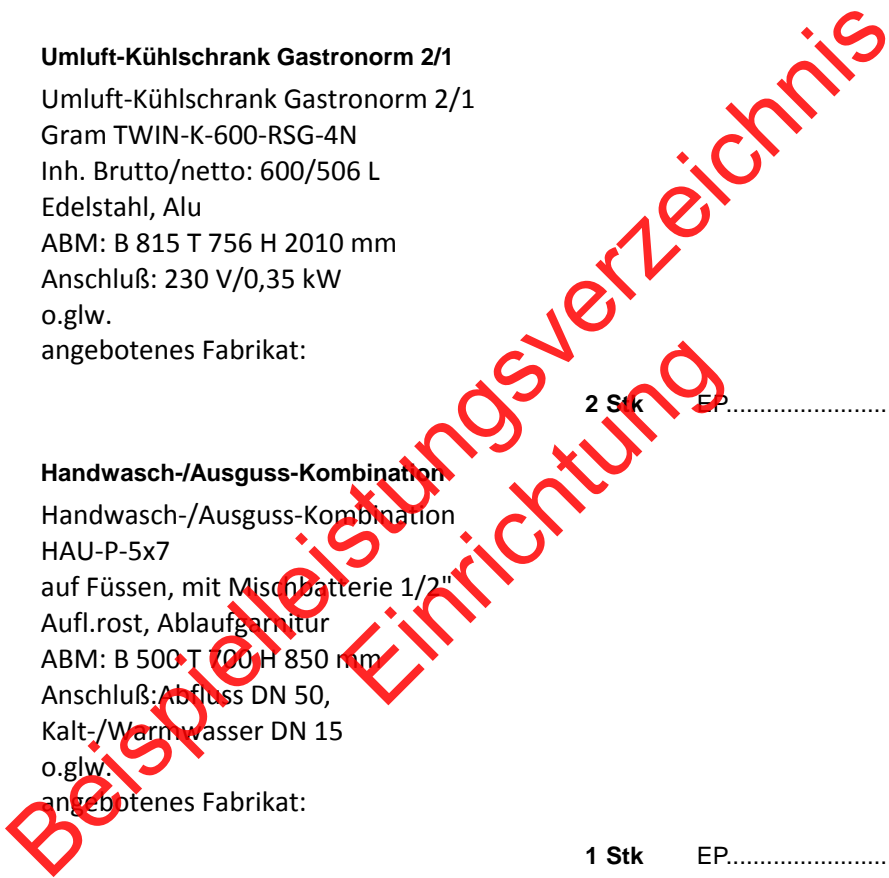 Umluft-Kühlschrank Gastronorm 2/1
Umluft-Kühlschrank Gastronorm 2/1
Gram TWIN-K-600-RSG-4N
Inh. Brutto/netto: 600/506 L
Edelstahl, Alu
ABM: B 815 T 756 H 2010 mm
Anschluß: 230 V/0,35 kW
o.glw.
angebotenes Fabrikat:
2 Stk EP........................
Handwasch-/Ausguss-Kombination
Handwasch-/Ausguss-Kombination
HAU-P-5x7
auf Füssen, mit Mischbatterie 1/2"
Aufl.rost, Ablaufgarnitur
ABM: B 500 T 700 H 850 mm
Anschluß:Abfluss DN 50,
Kalt-/Warmwasser DN 15
o.glw.
angebotenes Fabrikat:
1 Stk EP........................
Beispielleistungsverzeichnis
Einrichtung